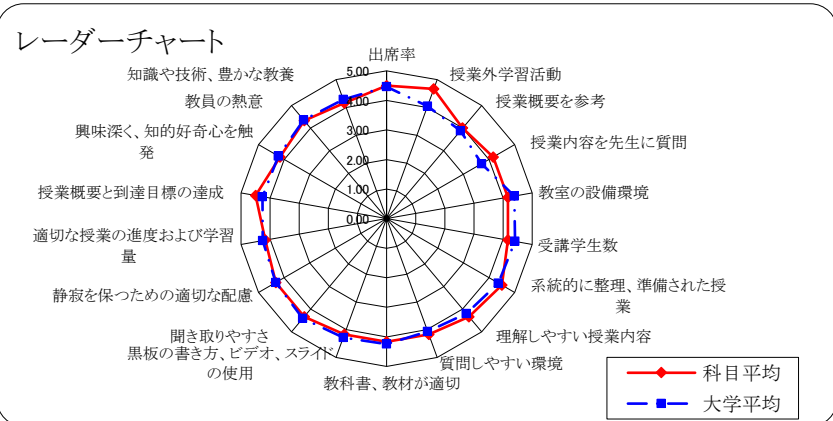 レーダーチャート
出席率
授業外学習活動
授業概要を参考
授業内容を先生に質問
教室の設備環境
受講学生数
系統的に整理、準備された授
業
理解しやすい授業内容
質問しやすい環境
教科書、教材が適切
黒板の書き方、ビデオ、スライド
の使用
聞き取りやすさ
静寂を保つための適切な配慮
適切な授業の進度および学習
量
授業概要と到達目標の達成
興味深く、知的好奇心を触
発
教員の熱意
知識や技術、豊かな教養
5.00
4.00
3.00
2.00
1.00
0.00
科目平均
大学平均